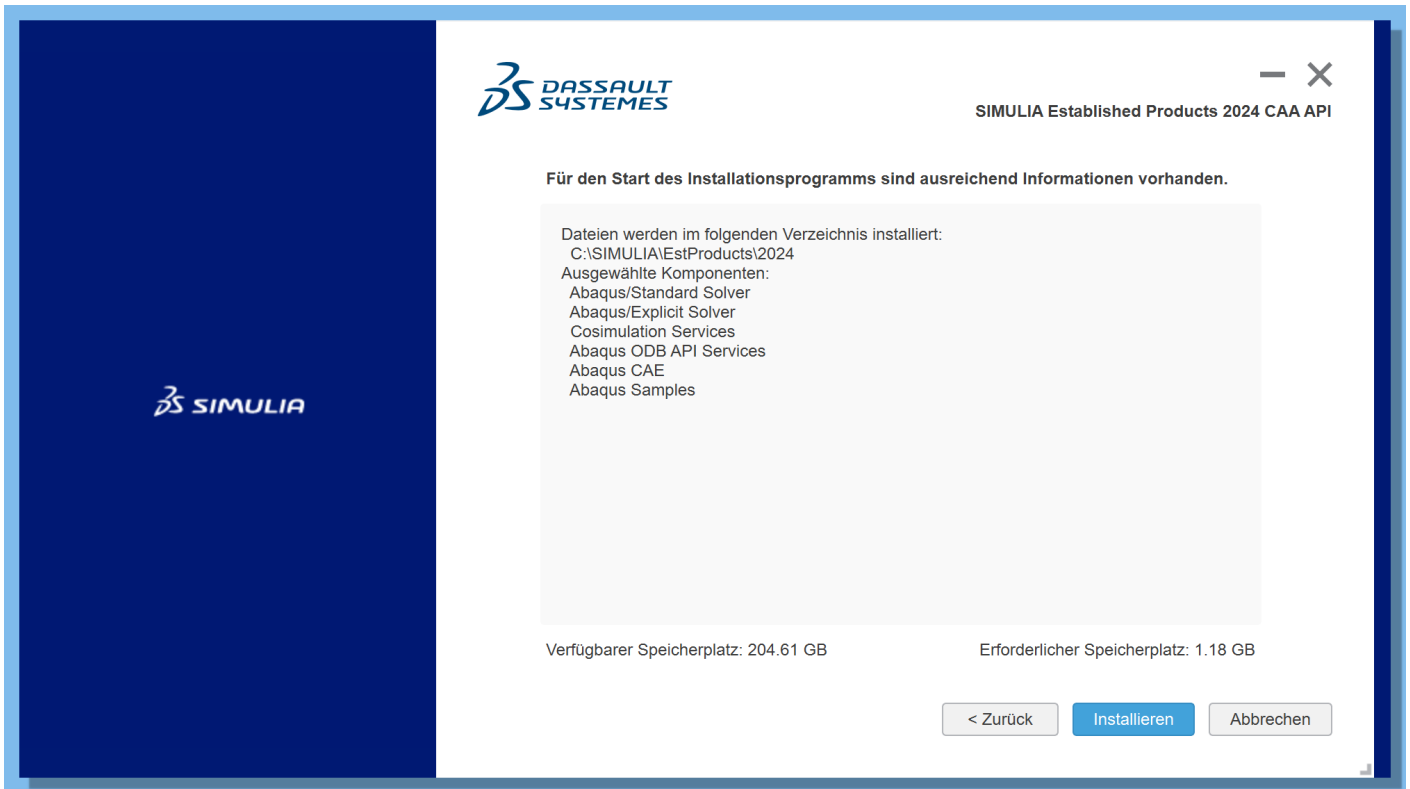 DASSAULT
SYSTEMES
SIMULIA Established Products 2024 CAA API
Für den Start des Installationsprogramms sind ausreichend Informationen vorhanden.
Dateien werden im folgenden Verzeichnis installiert:
C:\SIMULIA\EstProducts\2024
Ausgewählte Komponenten:
Abaqus/Standard Solver
Abaqus/Explicit Solver
Cosimulation Services
Abaqus ODB API Services
Abaqus CAE
Abaqus Samples
SIMULIA
Verfügbarer Speicherplatz: 204.61 GB
Erforderlicher Speicherplatz: 1.18 GB
< Zurück
Installieren
Abbrechen